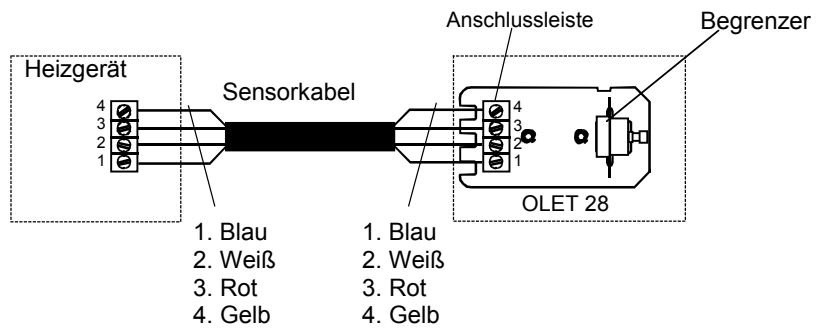 Anschlussleiste
Begrenzer
Heizgerät
Sensorkabel
4
3
2
1
4
3
2
1
OLET 28
1. Blau
2. Weiß
3. Rot
4. Gelb
1. Blau
2. Weiß
3. Rot
4. Gelb